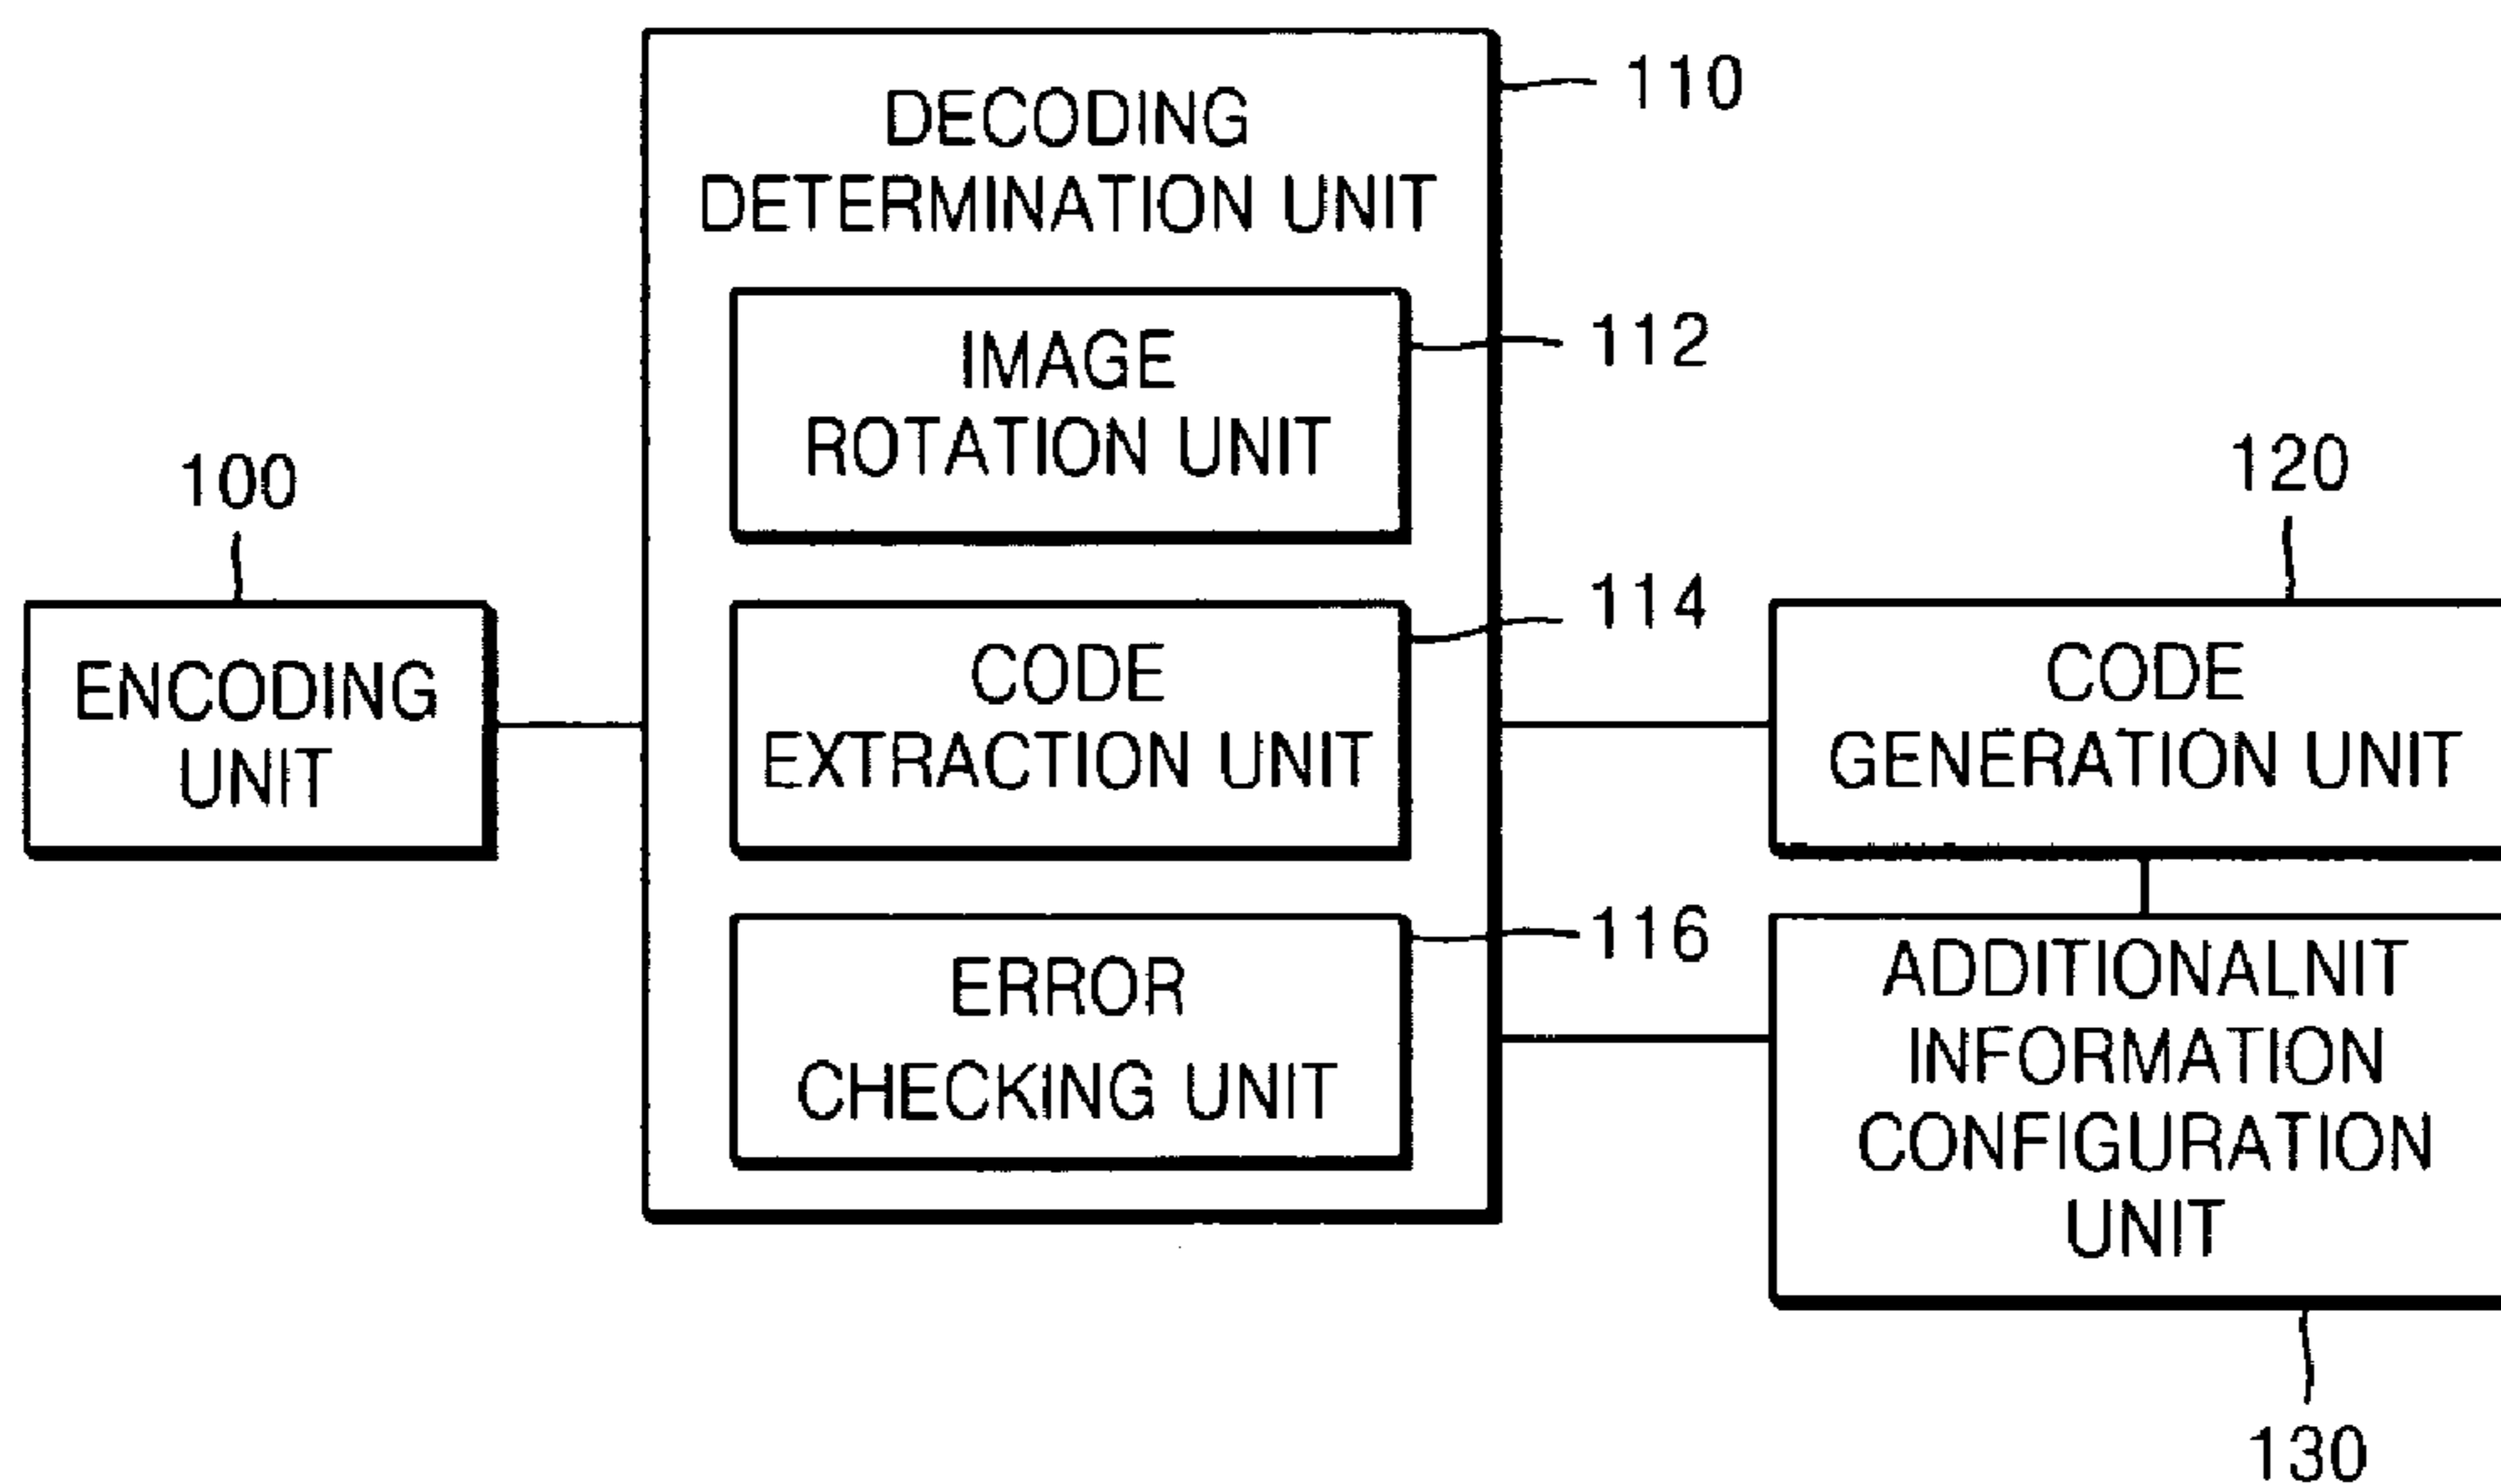 110
DECODING
DETERMINATION UNIT
112
IMAGE
ROTATION UNIT
100
ENCODING
UNIT
114
CODE
EXTRACTION UNIT
116
ERROR
CHECKING UNIT
120
CODE
GENERATION UNIT
ADDITIONALNIT
INFORMATION
CONFIGURATION
UNIT
130